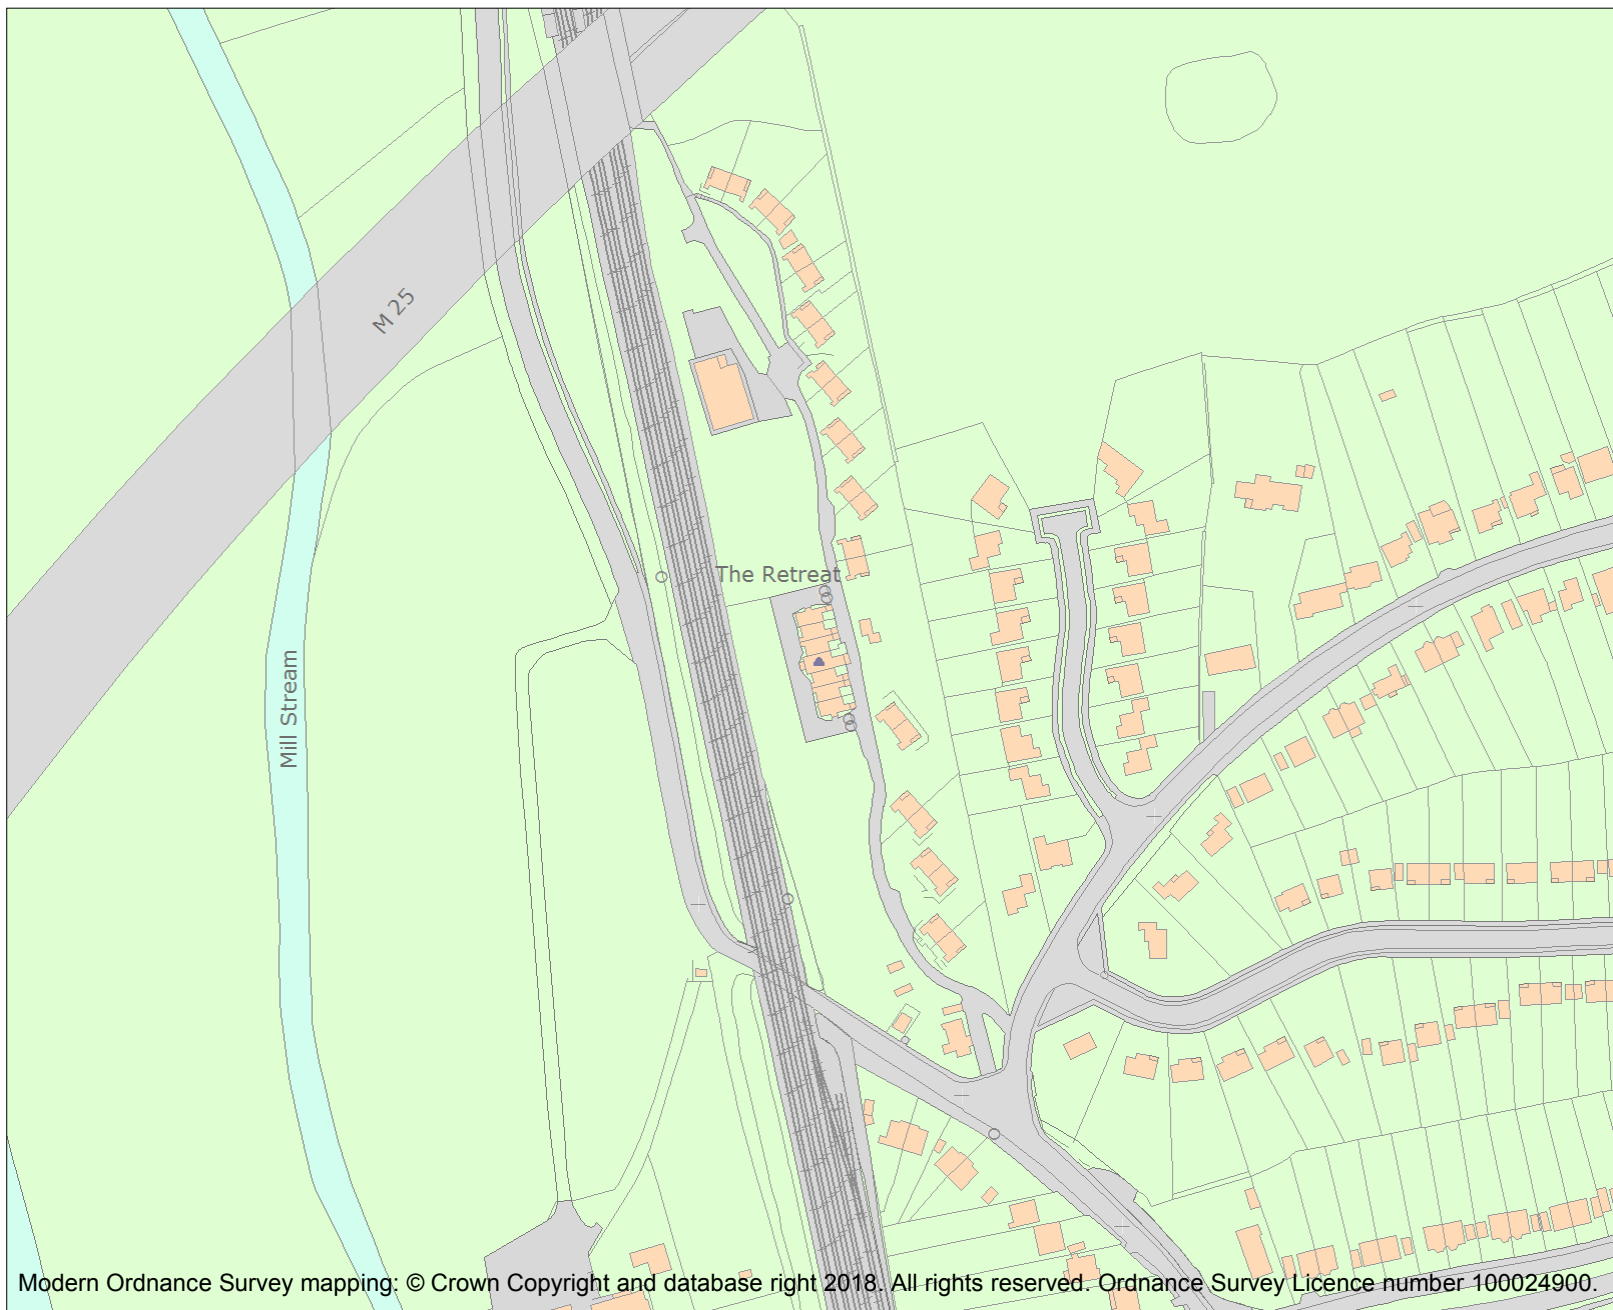 M 25
The Retreat
Mill Stream
Modern Ordnance Survey mapping: © Crown Copyright and database right 2018. All rights reserved. Ordnance Survey Licence number 100024900.